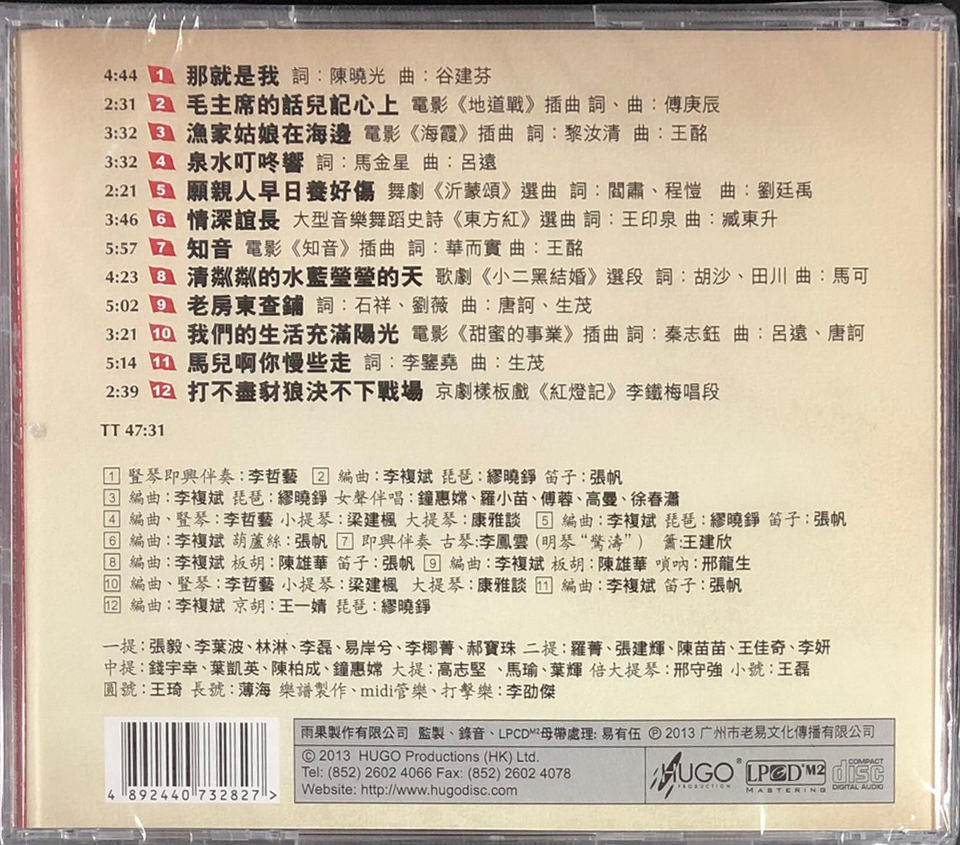 4:44 1 那就是我 詞：陳曉光 曲：谷建芬
2:31 2 毛主席的話兒記心上 電影《地道戰》插曲 詞、曲：傅庚辰
3:32 3 漁家姑娘在海邊 電影《海霞》插曲 詞：黎汝清 曲：王酩
3:32 4 泉水叮咚響 詞：馬金星 曲：呂遠
2:21 5 願親人早日養好傷 舞劇《沂蒙頌》選曲 詞：閻肅、程愷 曲：劉廷禹
3:46 6 情深誼長 大型音樂舞蹈史詩《東方紅》選曲 詞：王印泉 曲：臧東升
5:57 7 知音 電影《知音》插曲 詞：華而實 曲：王酩
4:23 8 清粼粼的水藍瑩瑩的天 歌劇《小二黑結婚》選段 詞：胡沙、田川 曲：馬可
5:02 9 老房東查鋪 詞：石祥、劉薇 曲：唐訶、生茂
3:21 10 我們的生活充滿陽光 電影《甜蜜的事業》插曲 詞：秦志鈺 曲：呂遠、唐訶
5:14 11 馬兒啊你慢些走 詞：李鑒堯 曲：生茂
2:39 12 打不盡豺狼決不下戰場 京劇樣板戲《紅燈記》李鐵梅唱段
TT 47:31
1 豎琴即興伴奏：李哲藝 2 編曲：李複斌 琵琶：繆曉錚 笛子：張帆
3 編曲：李複斌 琵琶：繆曉錚 女聲伴唱：鐘惠嫦、羅小苗、傅蓉、高曼、徐春瀟
4 編曲、豎琴：李哲藝 小提琴：梁建楓 大提琴：康雅談 5 編曲：李複斌 琵琶：繆曉錚 笛子：張帆
6 編曲：李複斌 葫蘆絲：張帆 7 即興伴奏 古琴:李鳳雲(明琴“驚濤”) 簫:王建欣
8 編曲：李複斌 板胡：陳雄華 笛子：張帆 9 編曲：李複斌 板胡：陳雄華 嗩吶：邢龍生
10 編曲、豎琴：李哲藝 小提琴：梁建楓 大提琴：康雅談 11 編曲：李複斌 笛子：張帆
12 編曲：李複斌 京胡：王一婧 琵琶：繆曉錚
一提：張毅、李葉波、林淋、李磊、易岸兮、李椰菁、郝寶珠 二提：羅菁、張建輝、陳苗苗、王佳奇、李妍
中提：錢宇幸、葉凱英、陳柏成、鐘惠嫦 大提：高志堅 、馬瑜、葉輝 倍大提琴：邢守強 小號：王磊
圓號：王琦 長號：薄海 樂譜製作、midi管樂、打擊樂：李劭傑
4 892440 732827 >
雨果製作有限公司 監製、錄音、LPCDM²母帶處理: 易有伍 ℗ 2013 广州市老易文化傳播有限公司
© 2013 HUGO Productions (HK) Ltd.
Tel: (852) 2602 4066 Fax: (852) 2602 4078
Website: http://www.hugodisc.com
HUGO ® PRODUCTION
LPCD M2 MASTERING
COMPACT disc DIGITAL AUDIO